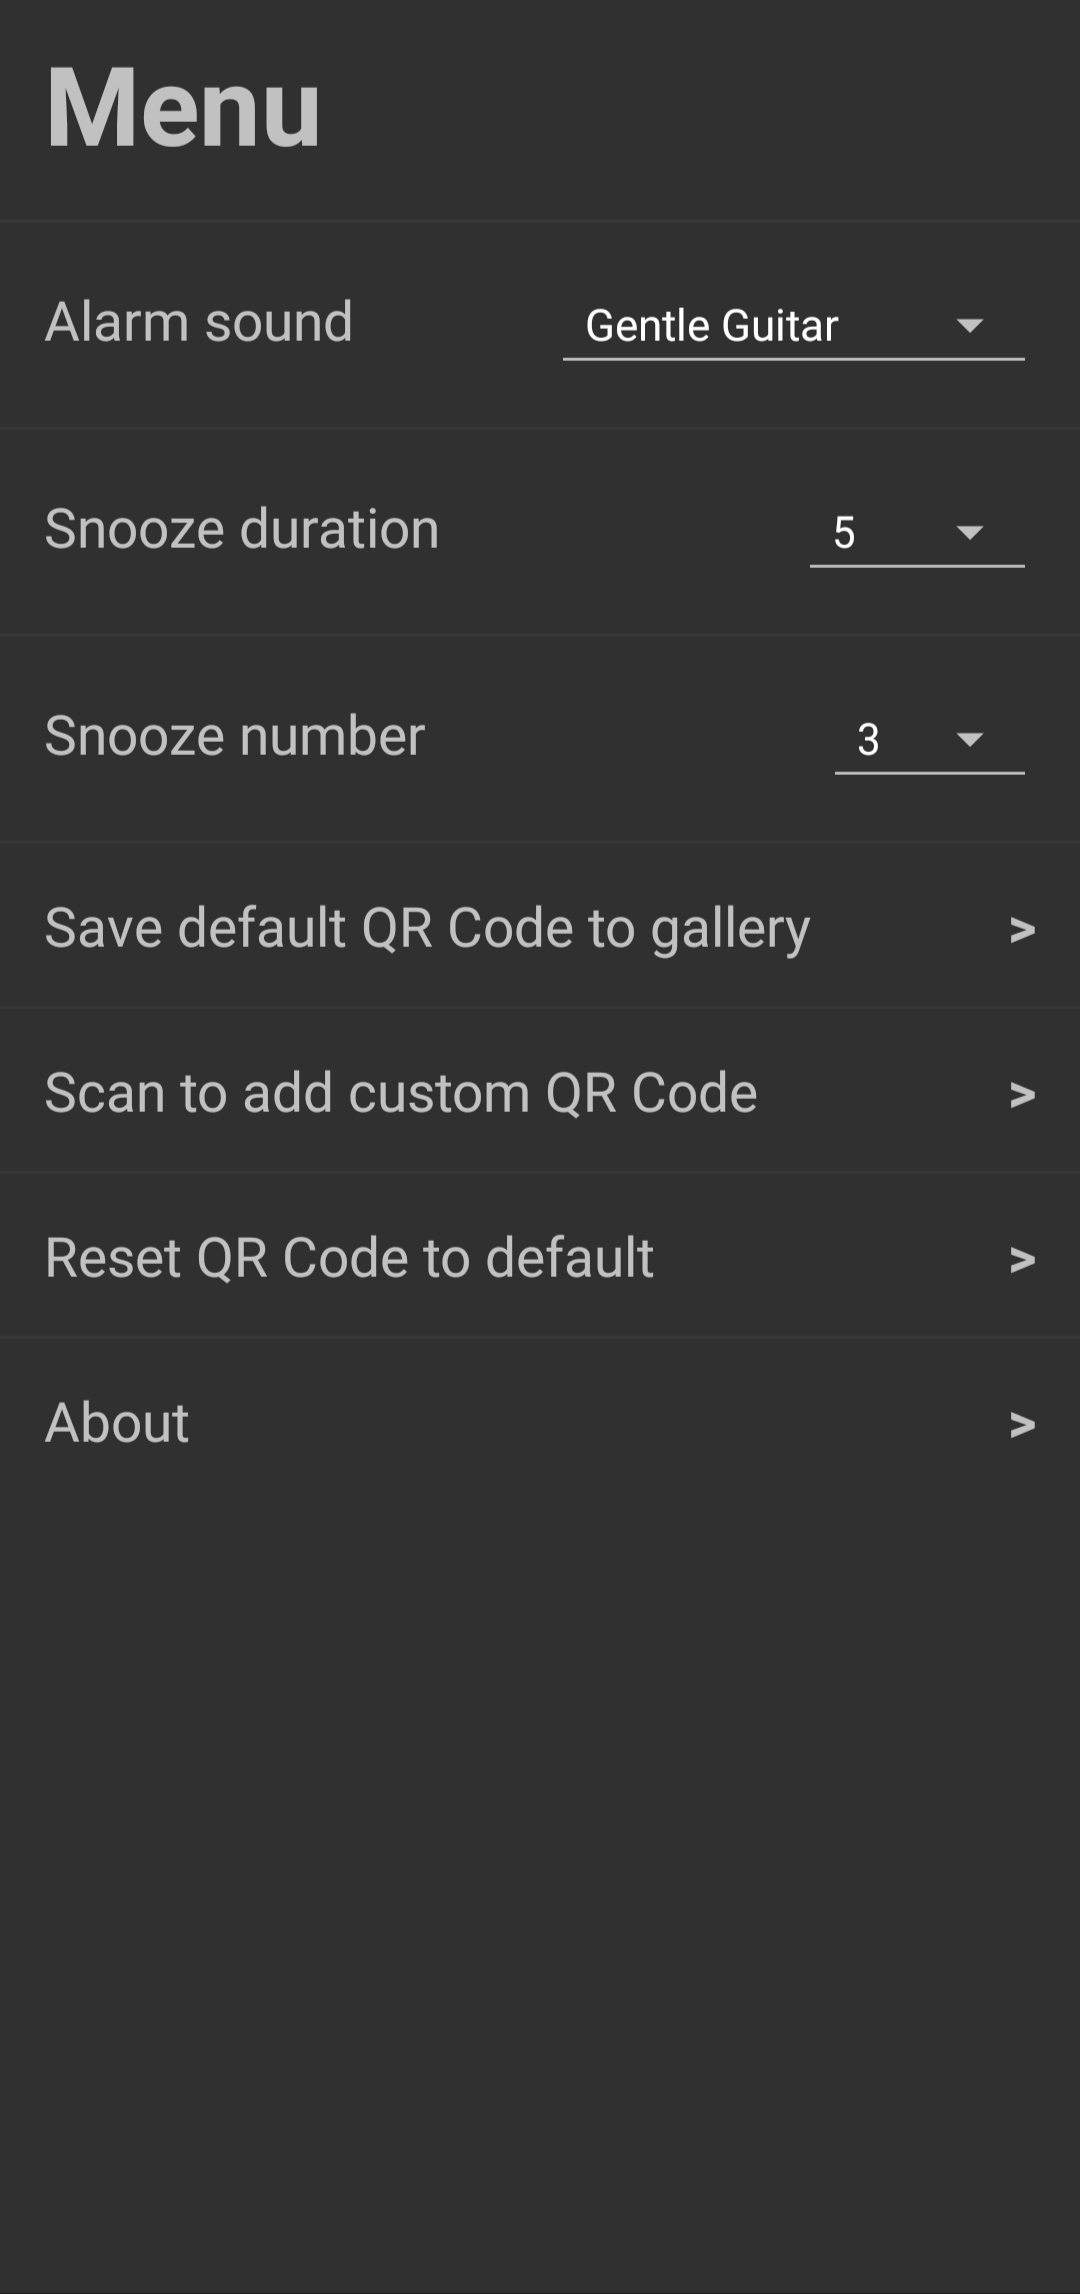 Menu
Alarm sound
Gentle Guitar
Snooze duration
5
Snooze number
3
Save default QR Code to gallery >
Scan to add custom QR Code >
Reset QR Code to default >
About >